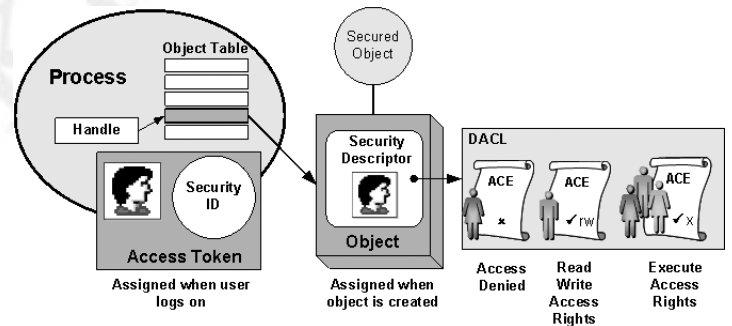 Process
Object Table
Handle
Security
ID
Access Token
Assigned when user
logs on
Secured
Object
Security
Descriptor
Object
Assigned when
object is created
DACL
ACE
x
ACE
✓rw
ACE
✓x
Access
Denied
Read
Write
Access
Rights
Execute
Access
Rights